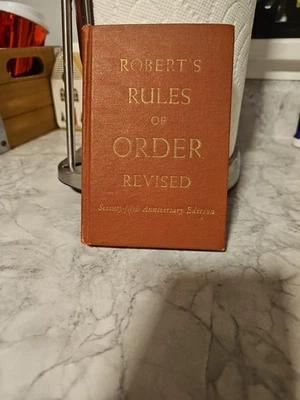 ROBERT'S
RULES
OF
ORDER
REVISED
Seventy-fifth Anniversary Edition